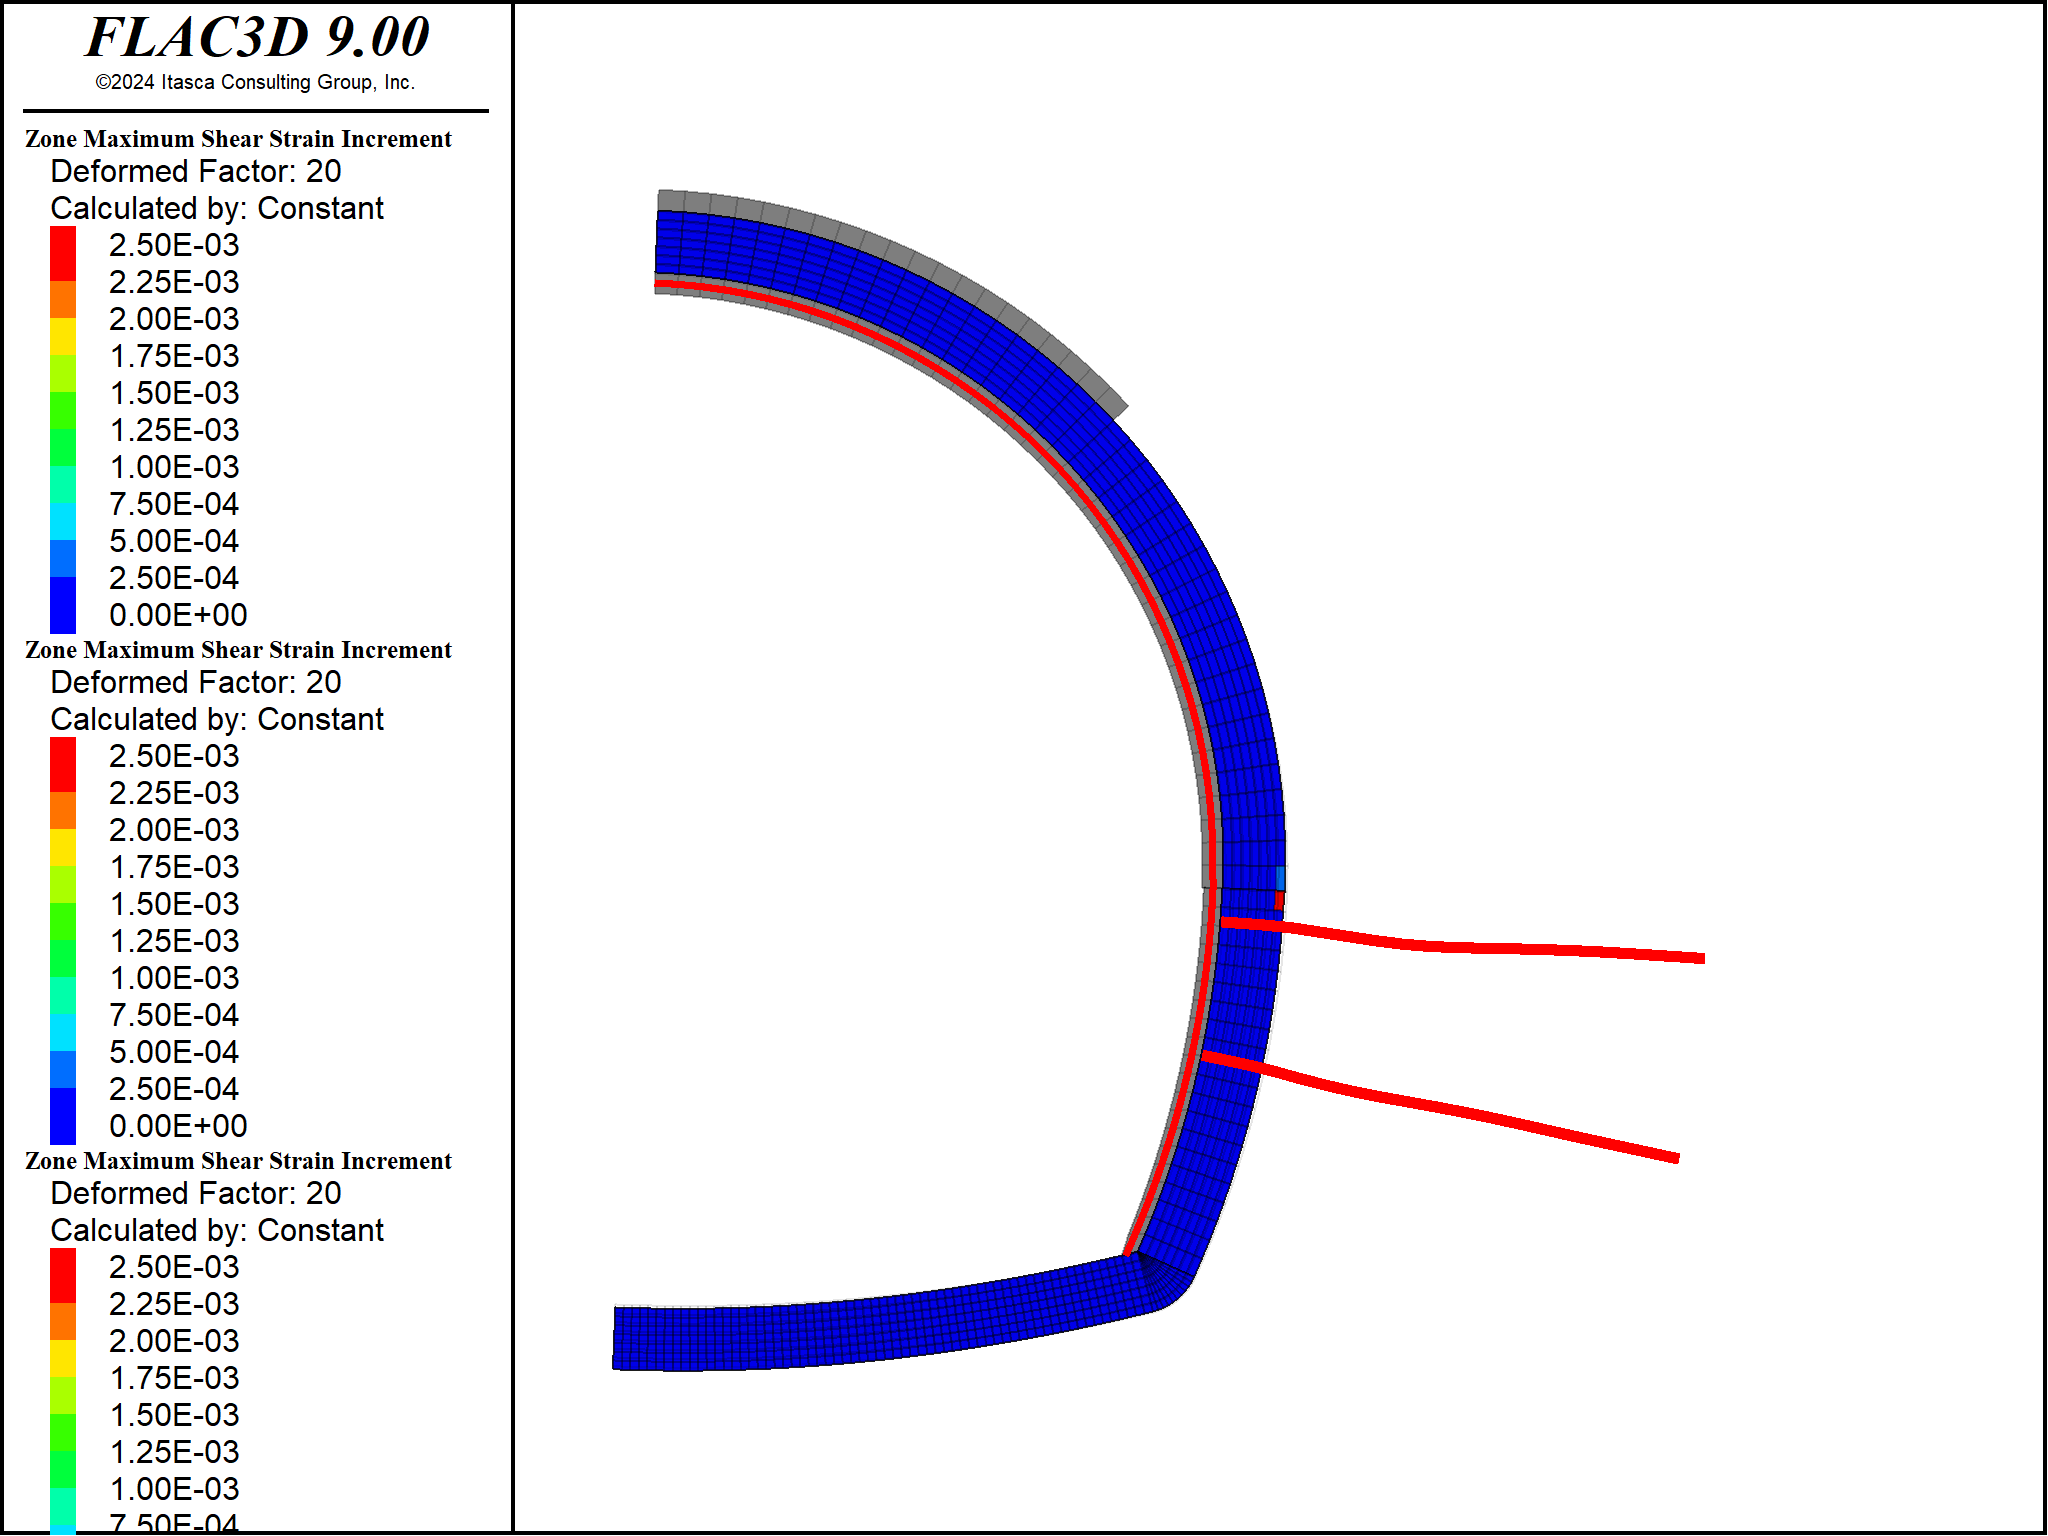 FLAC3D 9.00
©2024 Itasca Consulting Group, Inc.
Zone Maximum Shear Strain Increment
Deformed Factor: 20
Calculated by: Constant
2.50E-03
2.25E-03
2.00E-03
1.75E-03
1.50E-03
1.25E-03
1.00E-03
7.50E-04
5.00E-04
2.50E-04
0.00E+00
Zone Maximum Shear Strain Increment
Deformed Factor: 20
Calculated by: Constant
2.50E-03
2.25E-03
2.00E-03
1.75E-03
1.50E-03
1.25E-03
1.00E-03
7.50E-04
5.00E-04
2.50E-04
0.00E+00
Zone Maximum Shear Strain Increment
Deformed Factor: 20
Calculated by: Constant
2.50E-03
2.25E-03
2.00E-03
1.75E-03
1.50E-03
1.25E-03
1.00E-03
7.50E-04